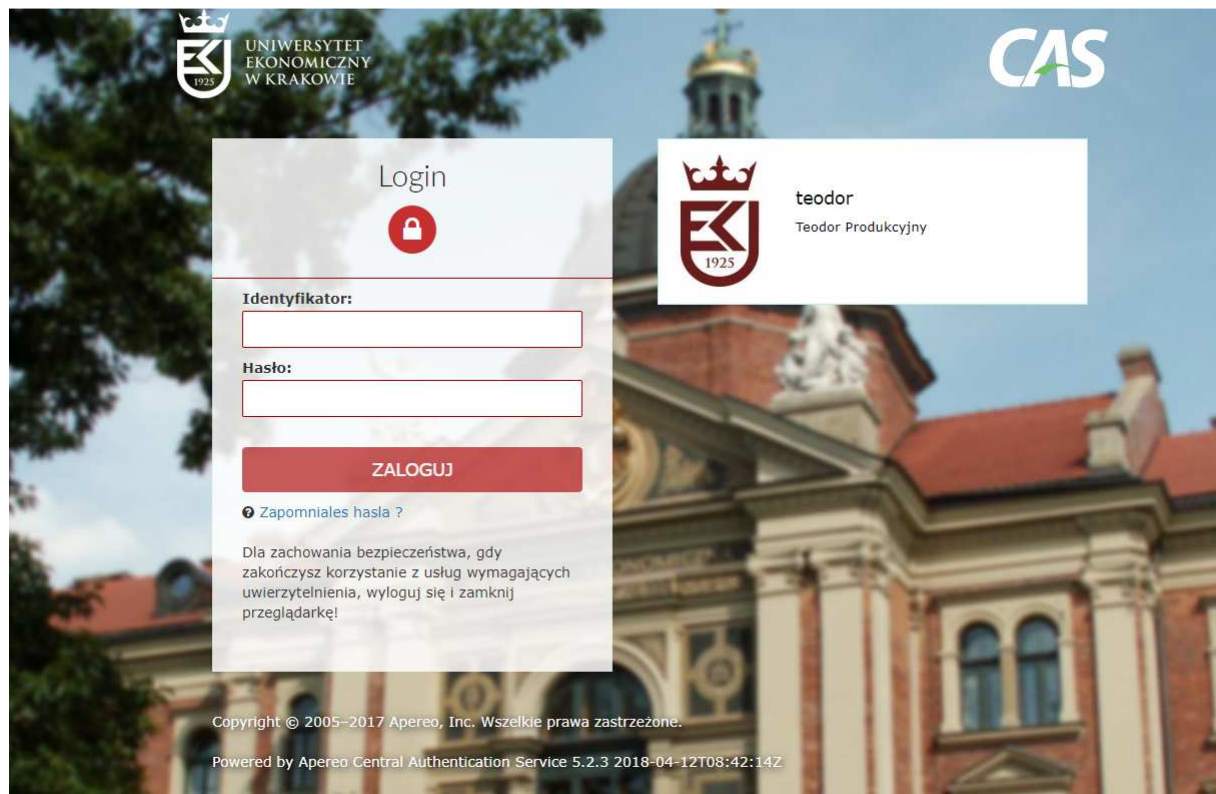 UNIWERSYTET
EKONOMICZNY
W KRAKOWIE
1925
CAS
Login
Identyfikator:
Hasło:
ZALOGUJ
Zapomniales hasla ?
Dla zachowania bezpieczeństwa, gdy
zakończysz korzystanie z usług wymagających
uwierzytelnienia, wyloguj się i zamknij
przeglądarkę!
1925
teodor
Teodor Produkcyjny
Copyright © 2005–2017 Apereo, Inc. Wszelkie prawa zastrzeżone.
Powered by Apereo Central Authentication Service 5.2.3 2018-04-12T08:42:14Z